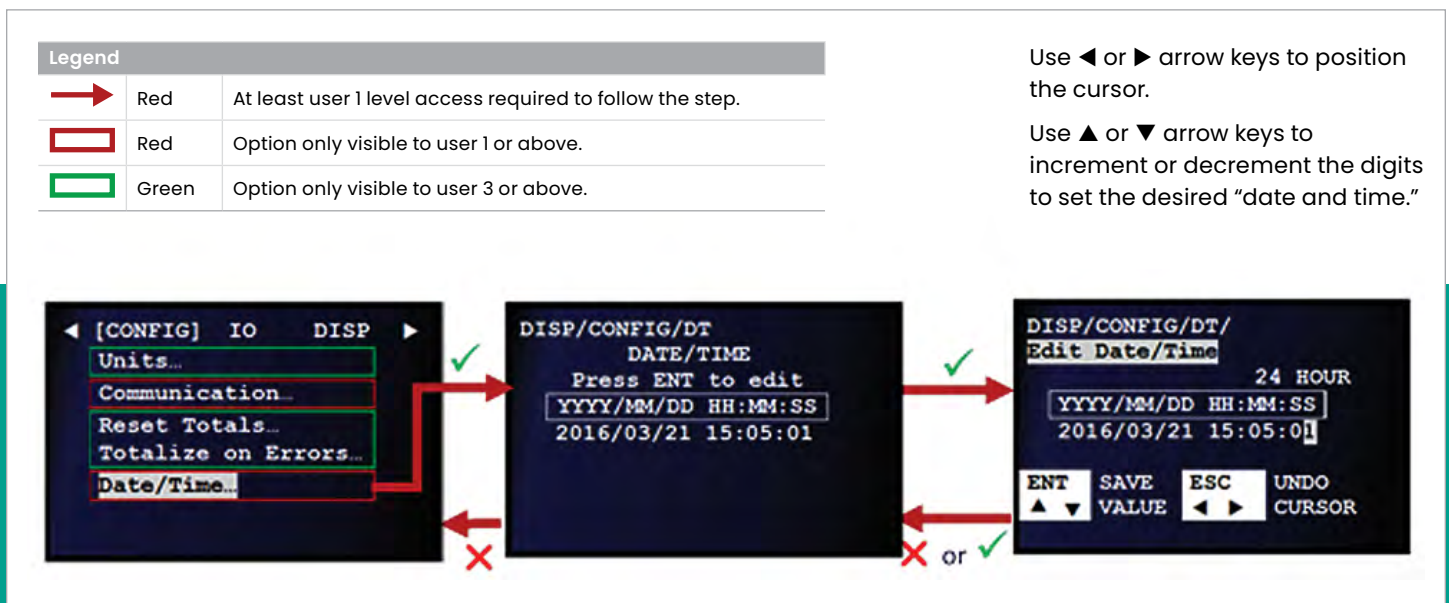 Legend
Red At least user 1 level access required to follow the step.
Red Option only visible to user 1 or above.
Green Option only visible to user 3 or above.
Use ◀ or ▶ arrow keys to position
the cursor.
Use ▲ or ▼ arrow keys to
increment or decrement the digits
to set the desired “date and time.”
◀ [CONFIG] IO DISP ▶
Units…
Communication…
Reset Totals…
Totalize on Errors…
Date/Time…
DISP/CONFIG/DT
DATE/TIME
Press ENT to edit
YYYY/MM/DD HH:MM:SS
2016/03/21 15:05:01
DISP/CONFIG/DT/
Edit Date/Time
24 HOUR
YYYY/MM/DD HH:MM:SS
2016/03/21 15:05:01
ENT SAVE ESC UNDO
▲ ▼ VALUE ◀ ▶ CURSOR
or